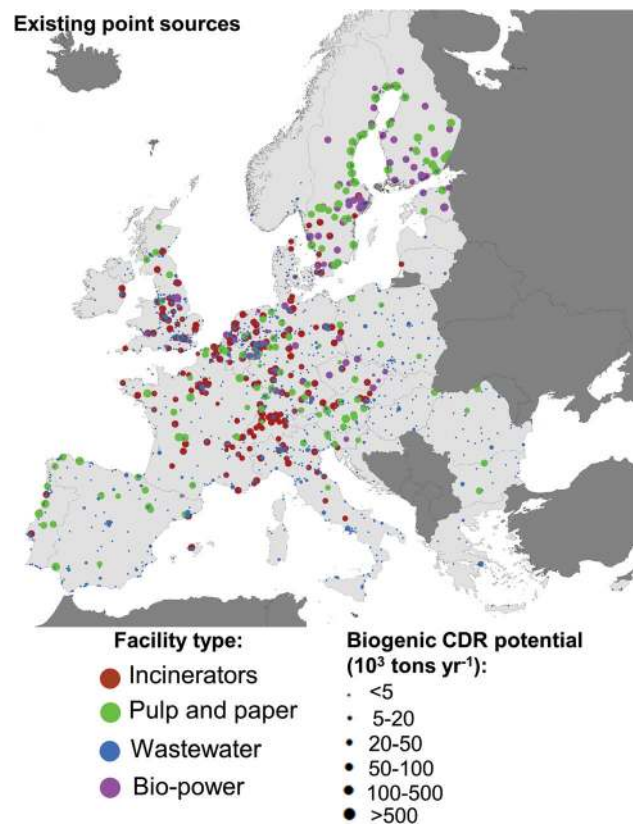 Existing point sources
Facility type:
Incinerators
Pulp and paper
Wastewater
Bio-power
Biogenic CDR potential
(10³ tons yr⁻¹):
<5
5-20
20-50
50-100
100-500
>500